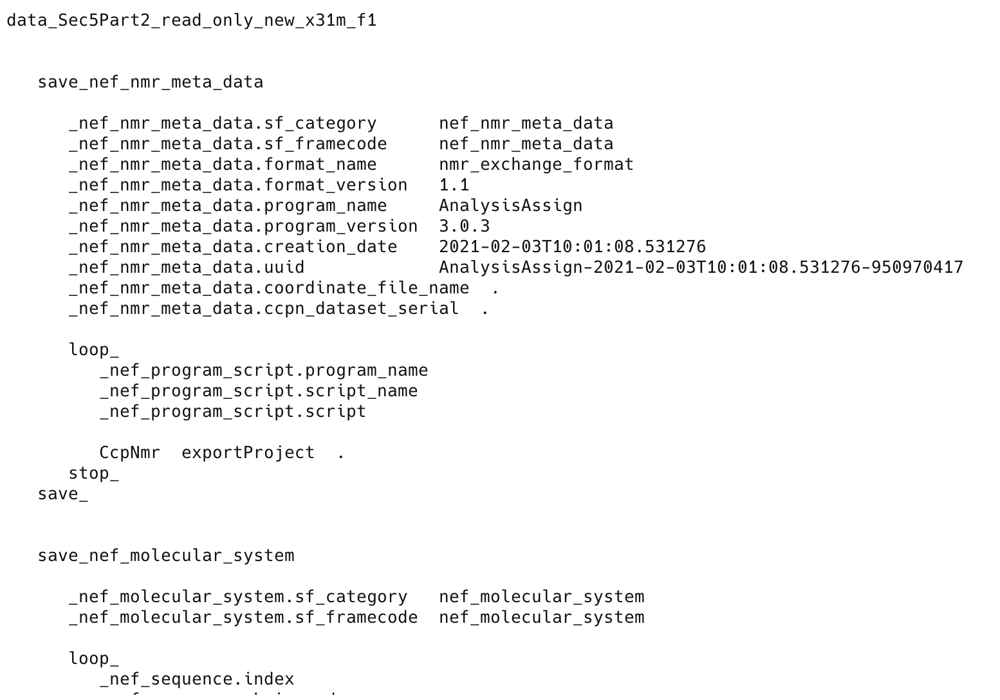 data_Sec5Part2_read_only_new_x31m_f1
save_nef_nmr_meta_data
_nef_nmr_meta_data.sf_category nef_nmr_meta_data
_nef_nmr_meta_data.sf_framecode nef_nmr_meta_data
_nef_nmr_meta_data.format_name nmr_exchange_format
_nef_nmr_meta_data.format_version 1.1
_nef_nmr_meta_data.program_name AnalysisAssign
_nef_nmr_meta_data.program_version 3.0.3
_nef_nmr_meta_data.creation_date 2021-02-03T10:01:08.531276
_nef_nmr_meta_data.uuid AnalysisAssign-2021-02-03T10:01:08.531276-950970417
_nef_nmr_meta_data.coordinate_file_name .
_nef_nmr_meta_data.ccpn_dataset_serial .
loop_
_nef_program_script.program_name
_nef_program_script.script_name
_nef_program_script.script
CcpNmr exportProject .
stop_
save_
save_nef_molecular_system
_nef_molecular_system.sf_category nef_molecular_system
_nef_molecular_system.sf_framecode nef_molecular_system
loop_
_nef_sequence.index